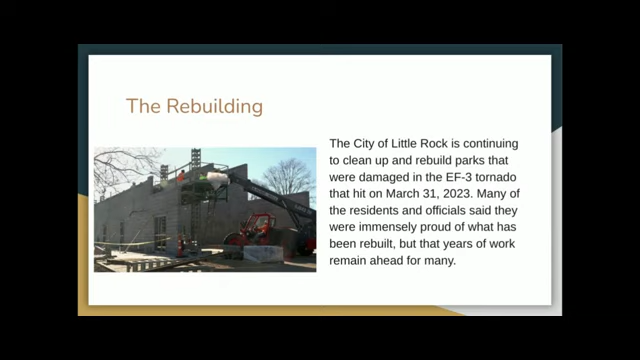 The Rebuilding
The City of Little Rock is continuing
to clean up and rebuild parks that
were damaged in the EF-3 tornado
that hit on March 31, 2023. Many of
the residents and officials said they
were immensely proud of what has
been rebuilt, but that years of work
remain ahead for many.